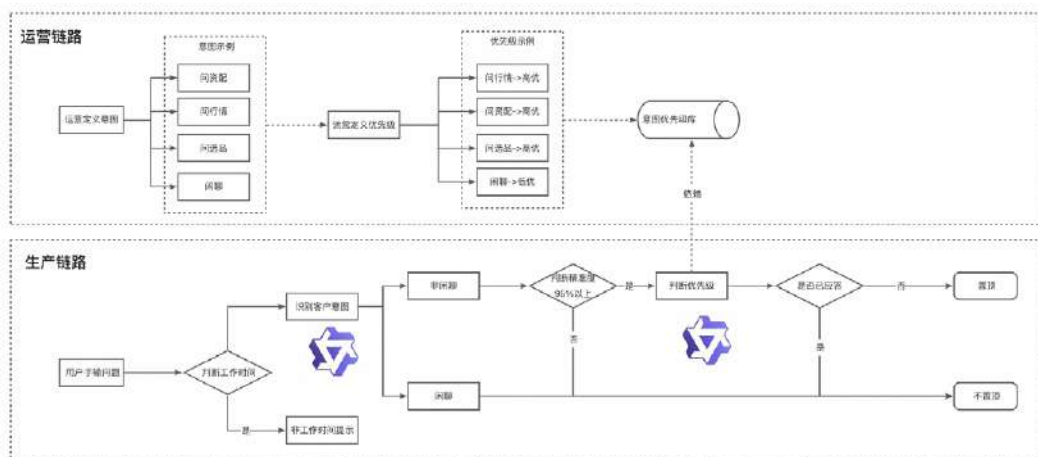 运营链路
意图示例
优先级示例
问资配
问行情->高优
问行情
问资配->高优
运营定义意图
运营定义优先级
意图优先级库
问选品
问选品->高优
闲聊
闲聊->低优
依赖
生产链路
非闲聊
判断精准度
95%以上
是
判断优先级
是否已应答
否
置顶
识别客户意图
否
是
用户手输问题
判断工作时间
闲聊
不置顶
是
非工作时间提示